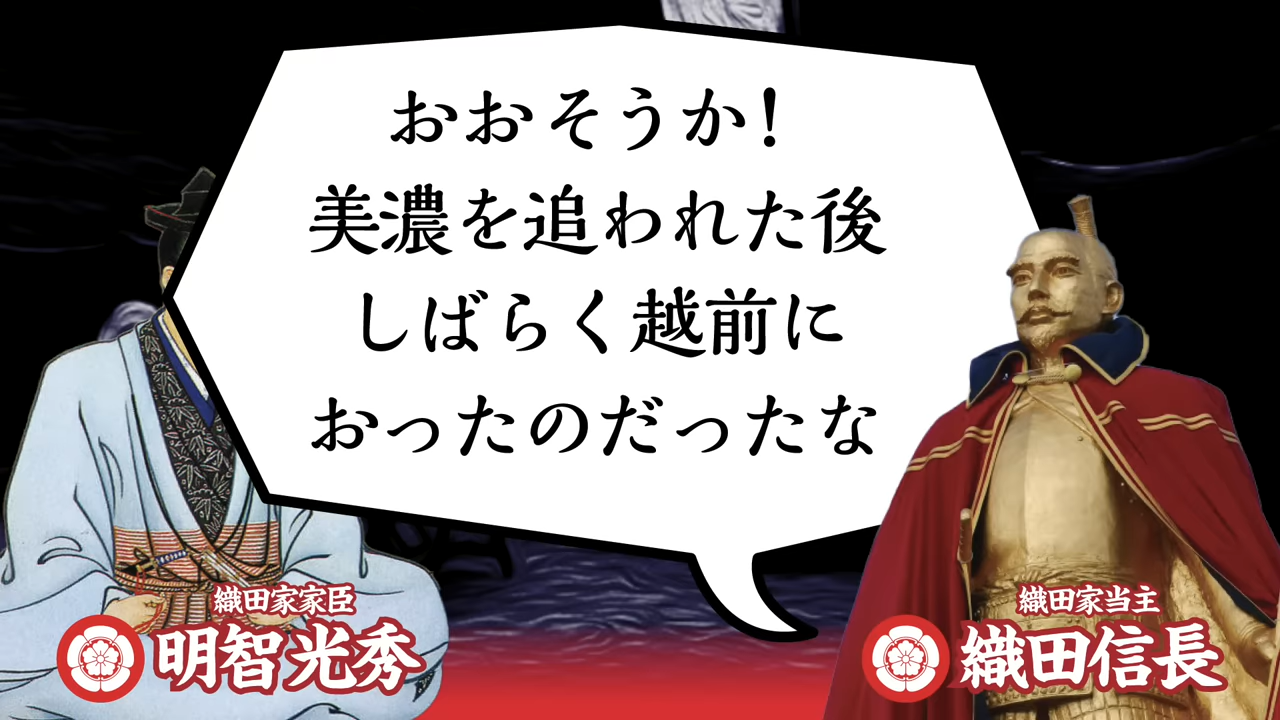 おおそうか!
美濃を追われた後
しばらく越前に
おったのだったな
織田家家臣
明智光秀
織田家当主
織田信長